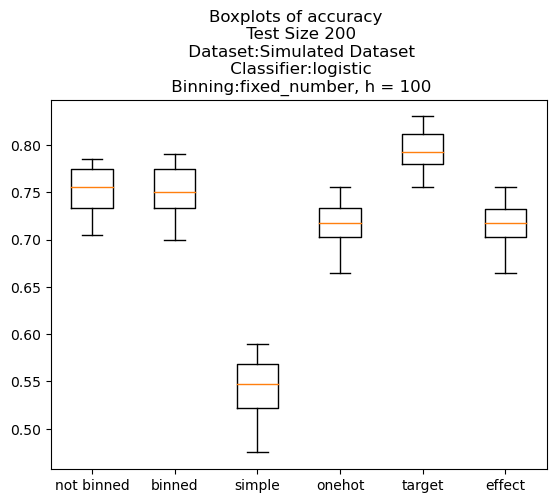 Boxplots of accuracy
Test Size 200
Dataset:Simulated Dataset
Classifier:logistic
Binning:fixed_number, h = 100
0.80
0.75
0.70
0.65
0.60
0.55
0.50
not binned binned simple onehot target effect